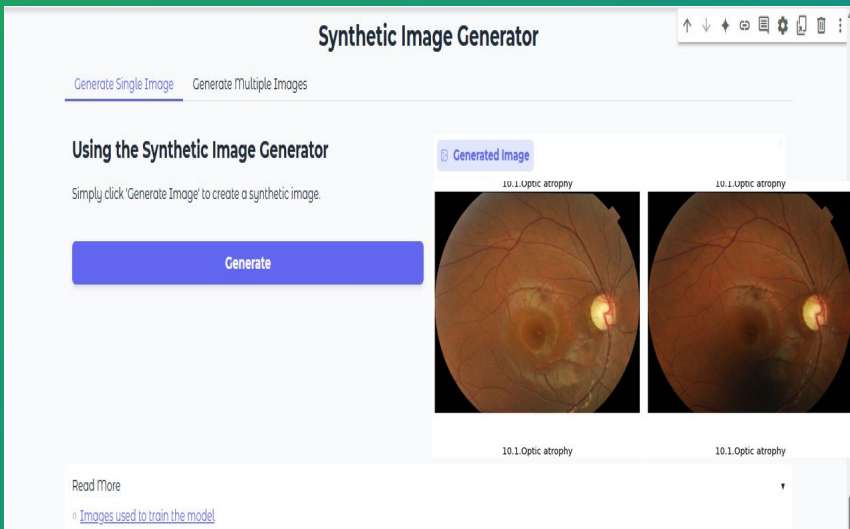 Synthetic Image Generator
Generate Single Image Generate Multiple Images
Using the Synthetic Image Generator
Simply click 'Generate Image' to create a synthetic image.
Generate
Generated Image
10.1.Optic atrophy 10.1.Optic atrophy
10.1.Optic atrophy 10.1.Optic atrophy
Read More
Images used to train the model